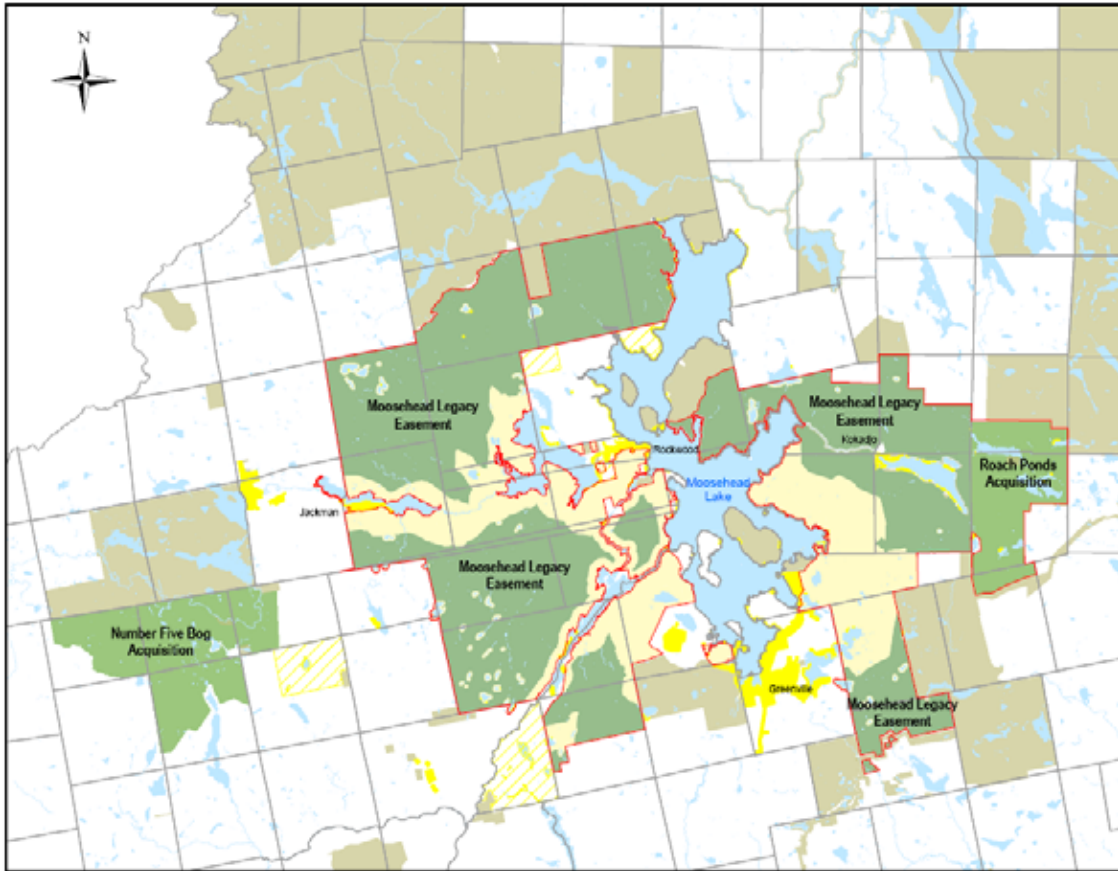 N
Moosehead Legacy
Easement
Moosehead Legacy
Easement
Kokadjo
Rockwood
Roach Ponds
Acquisition
Moosehead
Lake
Jackman
Moosehead Legacy
Easement
Number Five Bog
Acquisition
Greenville
Moosehead Legacy
Easement